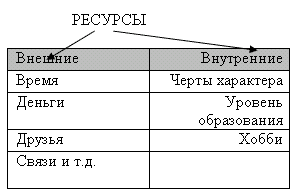 РЕСУРСЫ
Внешние Внутренние
Время Черты характера
Деньги Уровень
образования
Друзья Хобби
Связи и т.д.